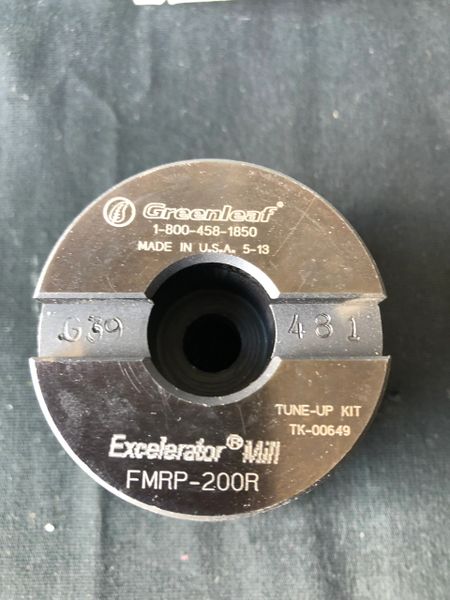 Greenleaf®
1-800-458-1850
MADE IN U.S.A. 5-13
G39 481
TUNE-UP KIT
TK-00649
Excelerator® Mill
FMRP-200R